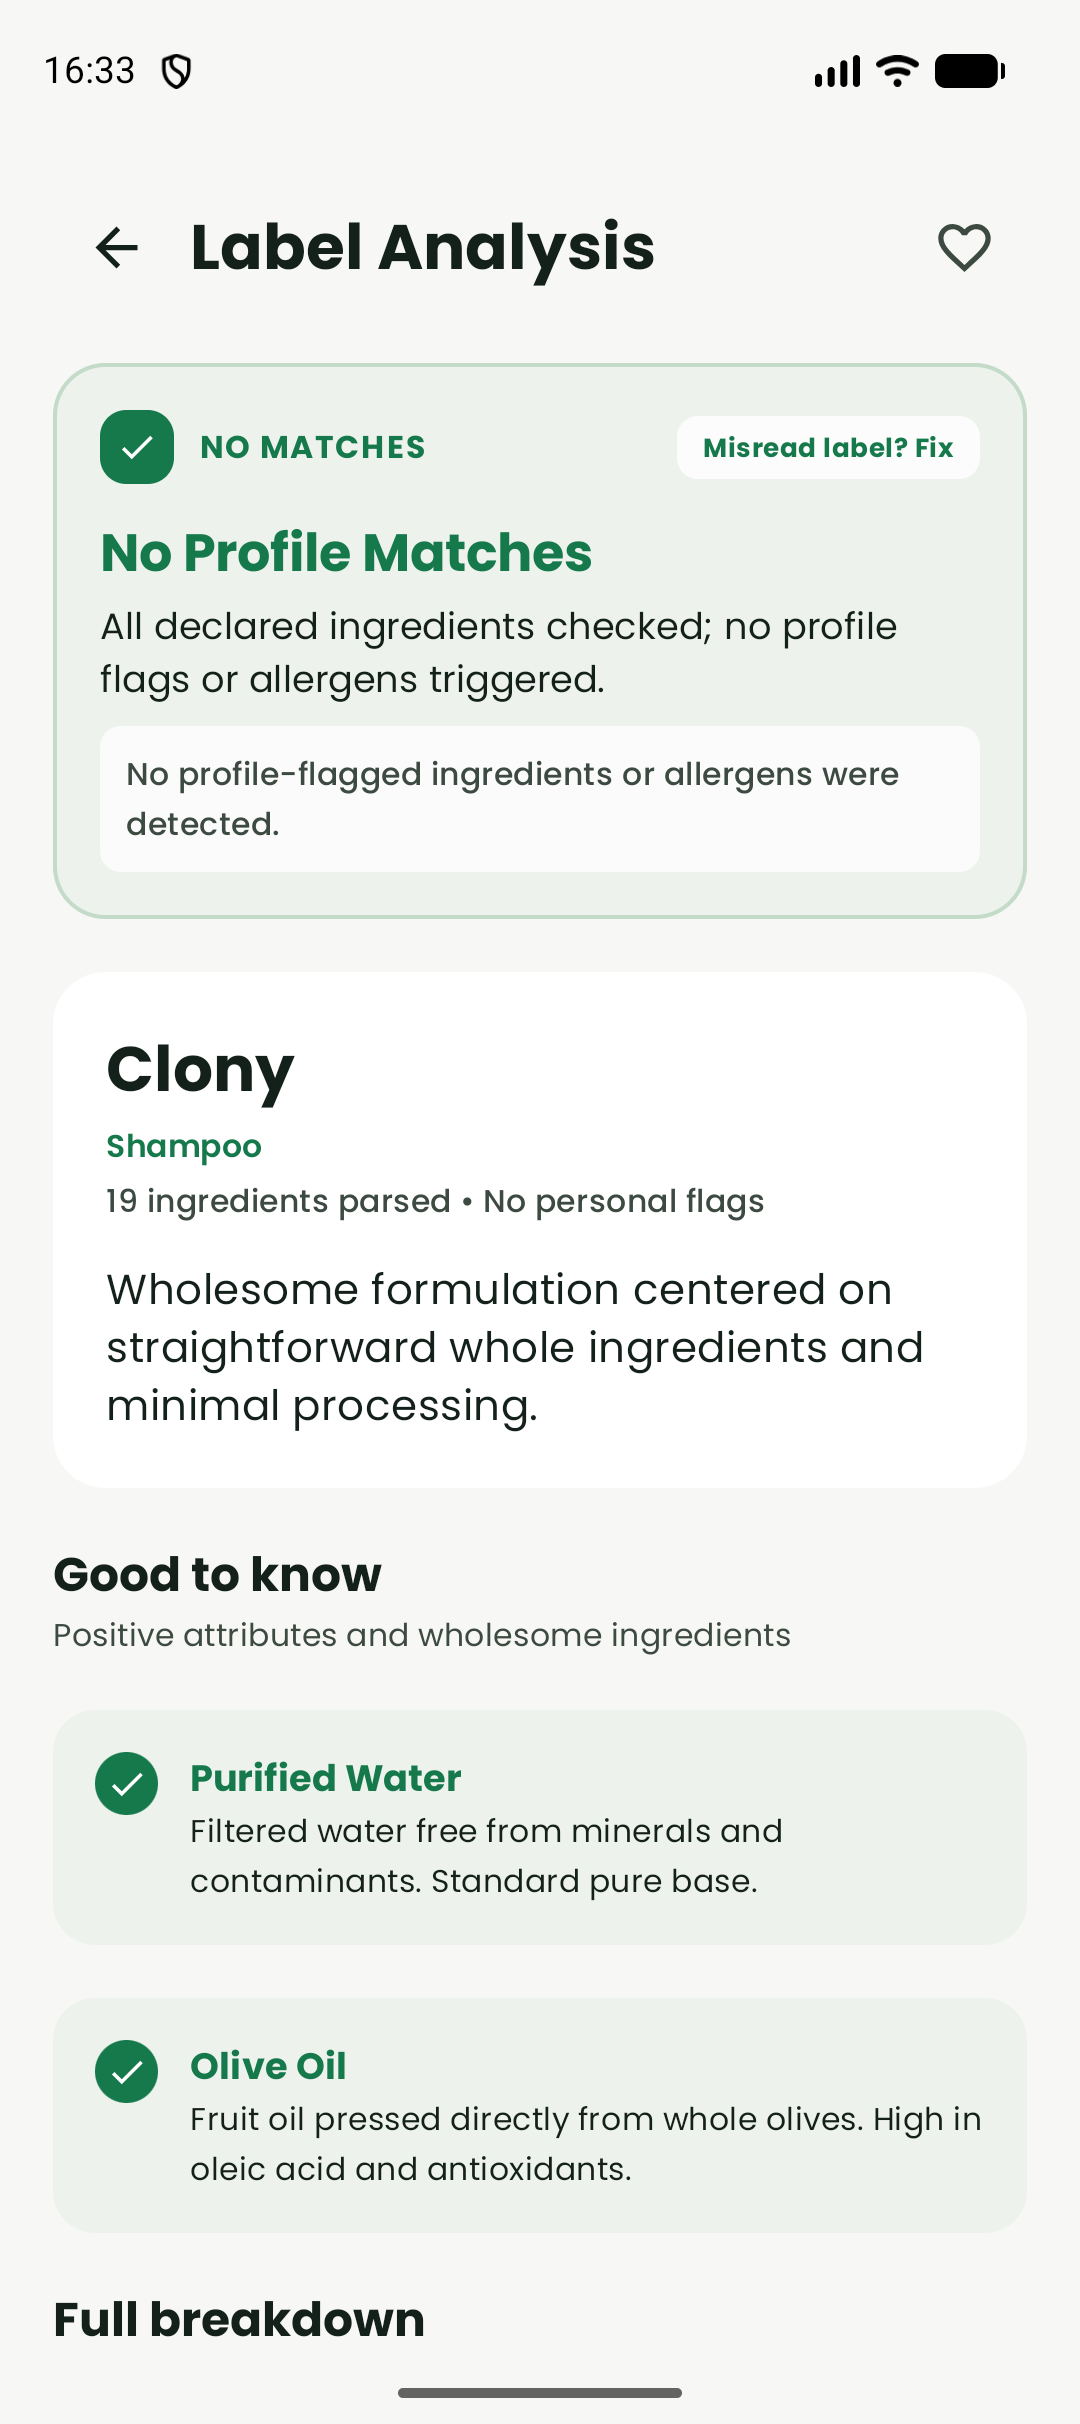 16:33
Label Analysis
NO MATCHES
Misread label? Fix
No Profile Matches
All declared ingredients checked; no profile
flags or allergens triggered.
No profile-flagged ingredients or allergens were
detected.
Clony
Shampoo
19 ingredients parsed • No personal flags
Wholesome formulation centered on
straightforward whole ingredients and
minimal processing.
Good to know
Positive attributes and wholesome ingredients
Purified Water
Filtered water free from minerals and
contaminants. Standard pure base.
Olive Oil
Fruit oil pressed directly from whole olives. High in
oleic acid and antioxidants.
Full breakdown